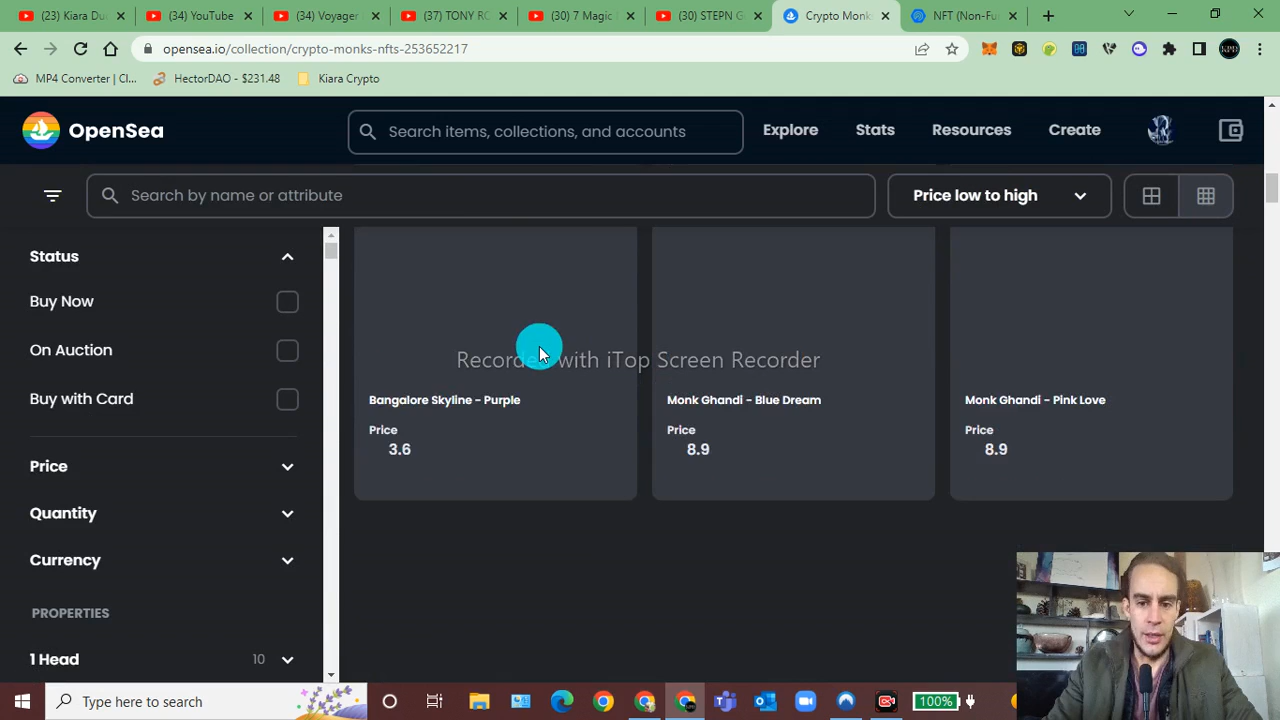 (23) Kiara Du
(34) YouTube
(34) Voyager
(37) TONY RO
(30) 7 Magic
(30) STEPN G
Crypto Monk
NFT (Non-Fu
opensea.io/collection/crypto-monks-nfts-253652217
MP4 Converter | Cl...
HectorDAO - $231.48
Kiara Crypto
OpenSea
Search items, collections, and accounts
Explore
Stats
Resources
Create
Search by name or attribute
Price low to high
Status
Buy Now
On Auction
Buy with Card
Price
Quantity
Currency
PROPERTIES
1 Head 10
Bangalore Skyline - Purple
Price
3.6
Monk Ghandi - Blue Dream
Price
8.9
Monk Ghandi - Pink Love
Price
8.9
Recorded with iTop Screen Recorder
Type here to search
100%